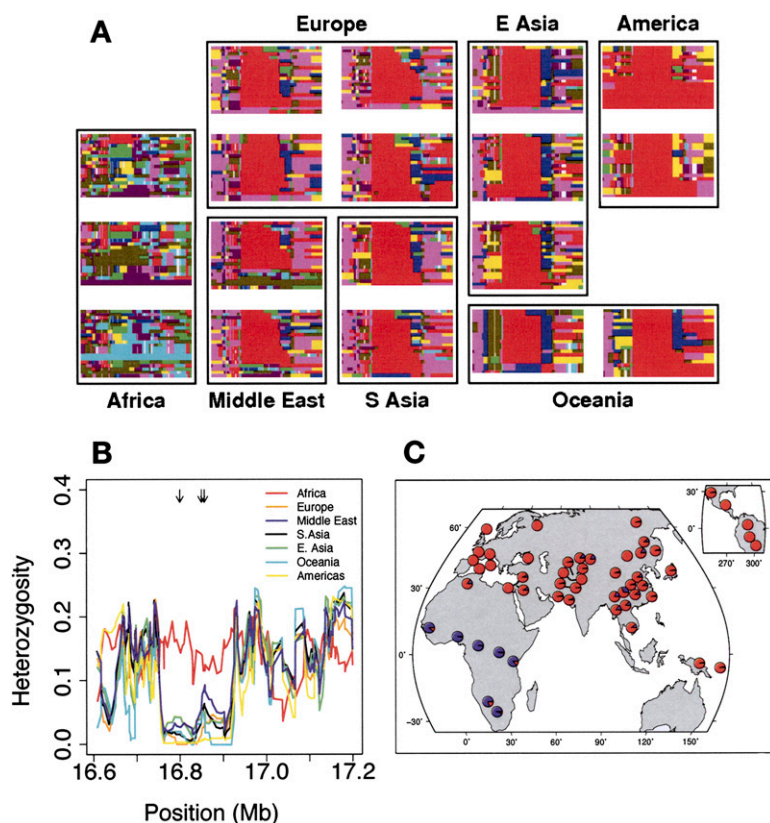 A
Europe
E Asia
America
Africa
Middle East
S Asia
Oceania
B
Heterozygosity
0.4
0.3
0.2
0.1
0.0
Africa
Europe
Middle East
S.Asia
E. Asia
Oceania
Americas
16.6
16.8
17.0
17.2
Position (Mb)
C
30°
0°
270°
300°
60°
30°
0°
−30°
0°
30°
60°
90°
120°
150°